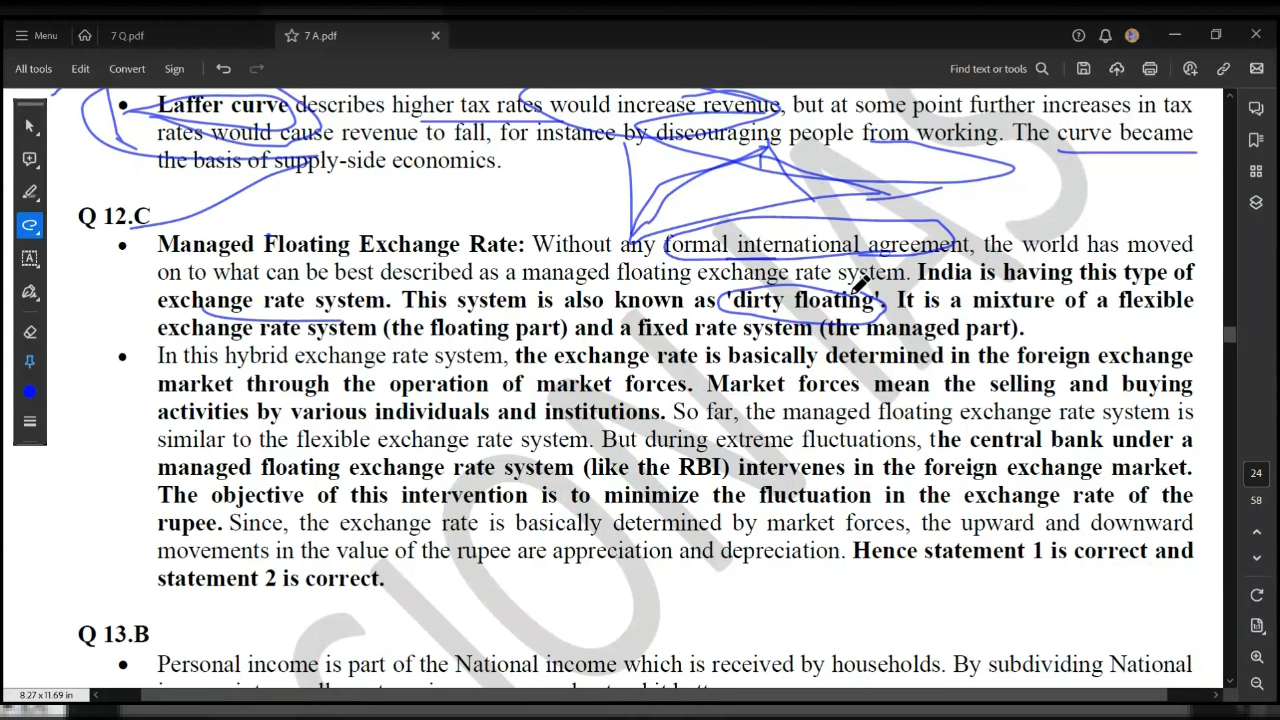 Menu
7 Q.pdf
7 A.pdf
All tools
Edit
Convert
Sign
Find text or tools
Laffer curve describes higher tax rates would increase revenue, but at some point further increases in tax
rates would cause revenue to fall, for instance by discouraging people from working. The curve became
the basis of supply-side economics.
Q 12.C
Managed Floating Exchange Rate: Without any formal international agreement, the world has moved
on to what can be best described as a managed floating exchange rate system. India is having this type of
exchange rate system. This system is also known as 'dirty floating'. It is a mixture of a flexible
exchange rate system (the floating part) and a fixed rate system (the managed part).
In this hybrid exchange rate system, the exchange rate is basically determined in the foreign exchange
market through the operation of market forces. Market forces mean the selling and buying
activities by various individuals and institutions. So far, the managed floating exchange rate system is
similar to the flexible exchange rate system. But during extreme fluctuations, the central bank under a
managed floating exchange rate system (like the RBI) intervenes in the foreign exchange market.
The objective of this intervention is to minimize the fluctuation in the exchange rate of the
rupee. Since, the exchange rate is basically determined by market forces, the upward and downward
movements in the value of the rupee are appreciation and depreciation. Hence statement 1 is correct and
statement 2 is correct.
Q 13.B
Personal income is part of the National income which is received by households. By subdividing National
8.27 x 11.69 in
24
58
SION IAS